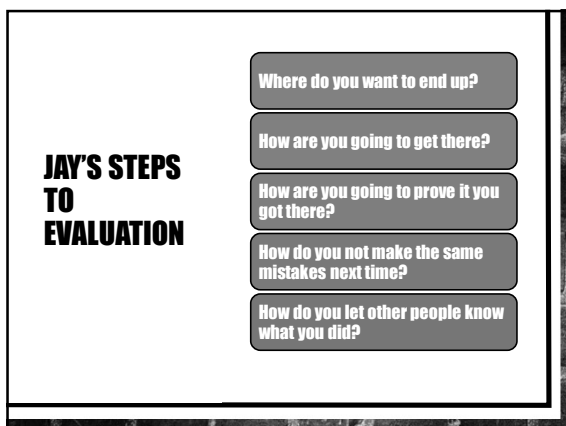 JAY'S STEPS
TO
EVALUATION
Where do you want to end up?
How are you going to get there?
How are you going to prove it you
got there?
How do you not make the same
mistakes next time?
How do you let other people know
what you did?